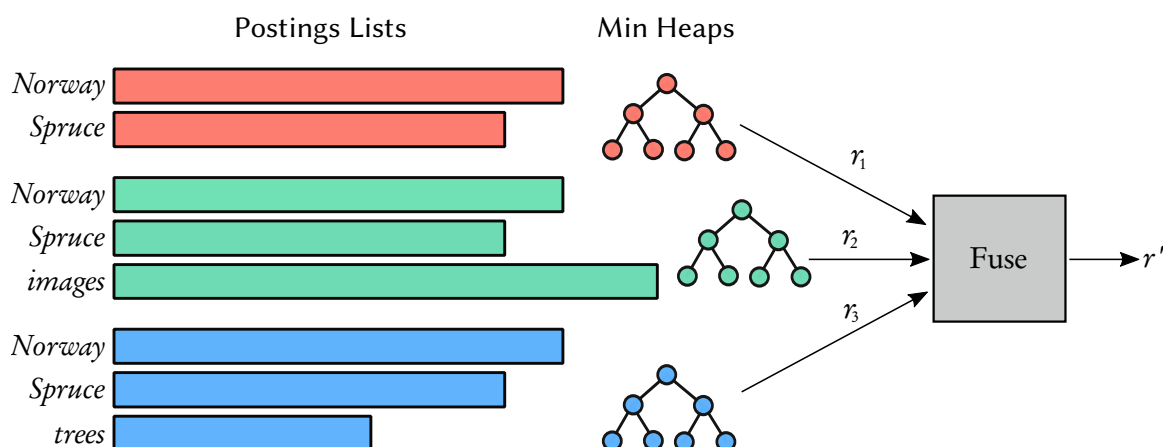 Postings Lists
Min Heaps
Norway
Spruce
Norway
Spruce
images
Norway
Spruce
trees
r1
r2
r3
Fuse
r'